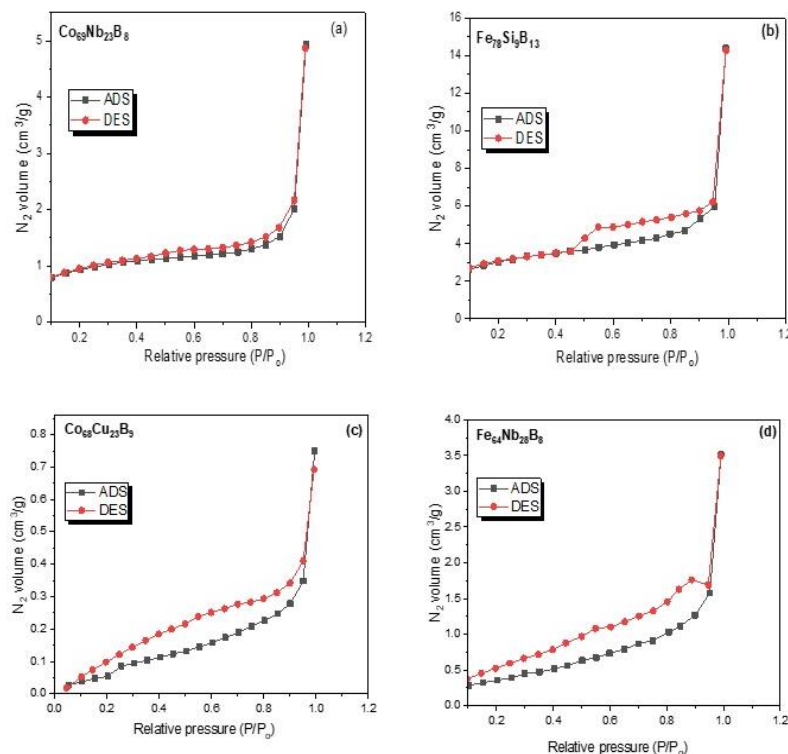 Co₆₉Nb₂₃B₈
(a)
ADS
DES
N₂ volume (cm³/g)
5
4
3
2
1
0
0.2 0.4 0.6 0.8 1.0 1.2
Relative pressure (P/P₀)
Fe₇₈Si₉B₁₃
(b)
ADS
DES
N₂ volume (cm³/g)
16
14
12
10
8
6
4
2
0
0.2 0.4 0.6 0.8 1.0 1.2
Relative pressure (P/P₀)
Co₆₈Cu₂₃B₉
(c)
ADS
DES
N₂ volume (cm³/g)
0.8
0.7
0.6
0.5
0.4
0.3
0.2
0.1
0.0
0.0 0.2 0.4 0.6 0.8 1.0 1.2
Relative pressure (P/P₀)
Fe₆₄Nb₂₈B₈
(d)
ADS
DES
N₂ volume (cm³/g)
4.0
3.5
3.0
2.5
2.0
1.5
1.0
0.5
0.0
0.2 0.4 0.6 0.8 1.0 1.2
Relative pressure (P/P₀)